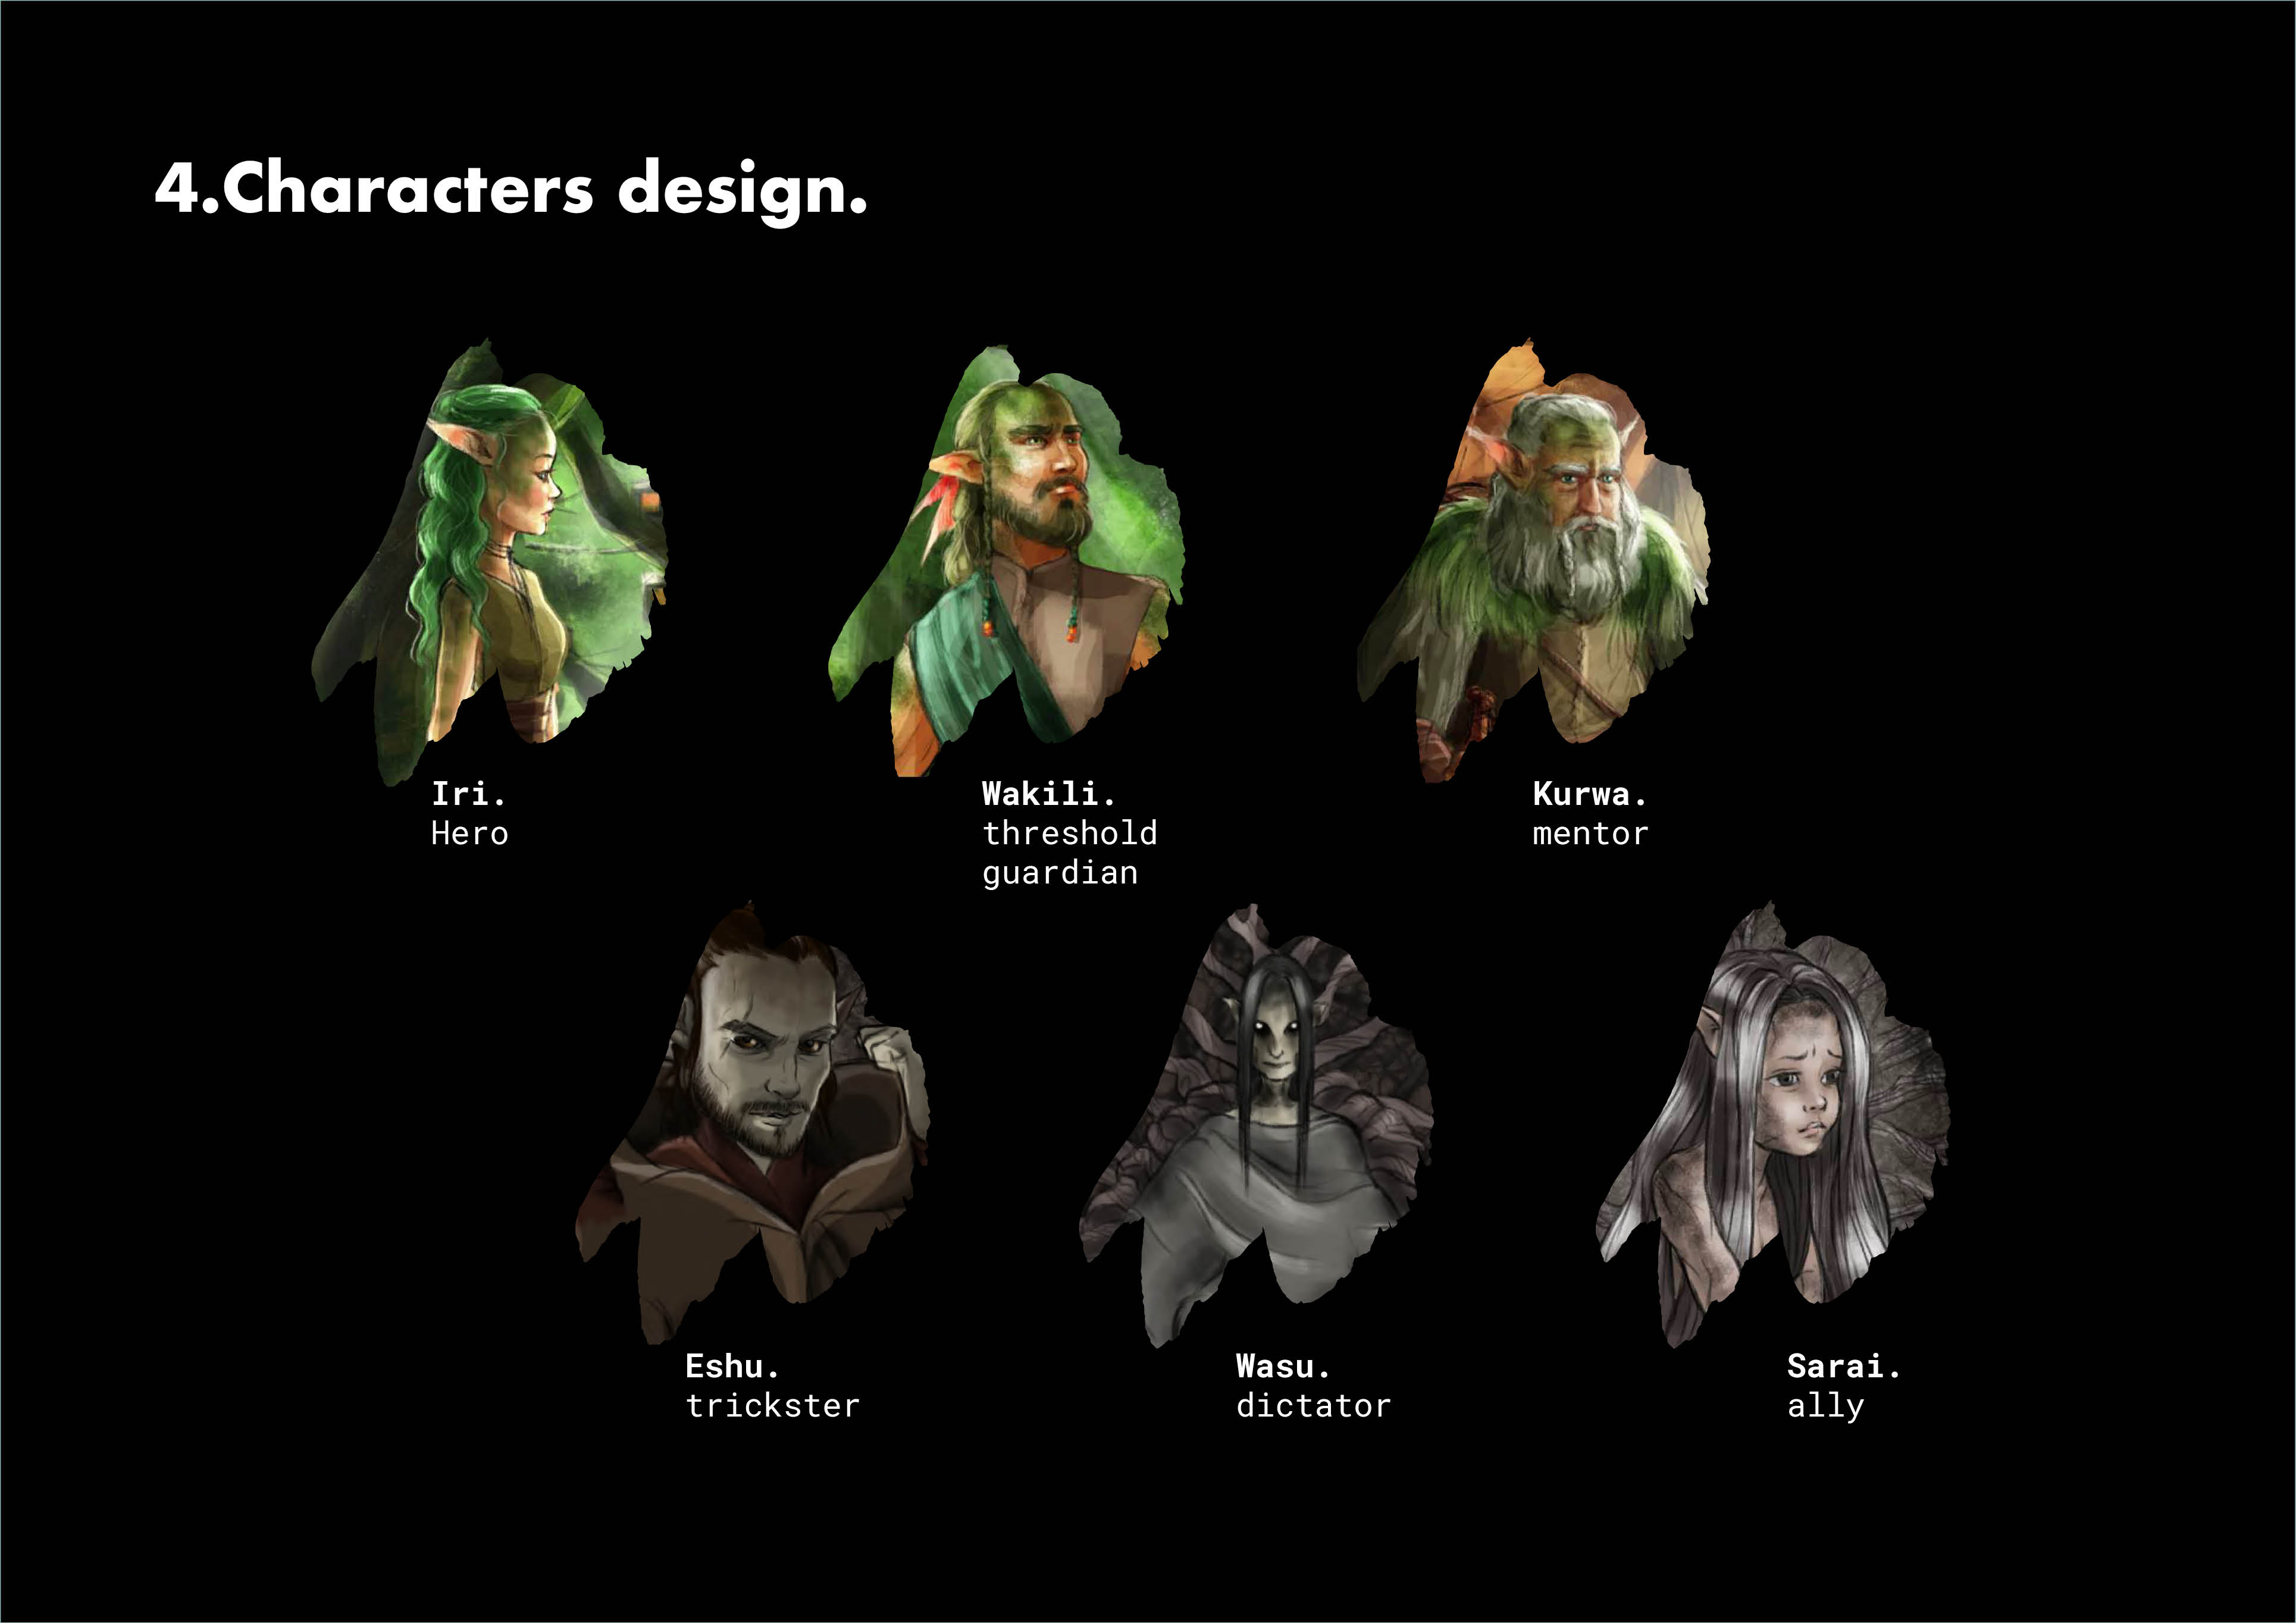 4.Characters design.
Iri.
Hero
Wakili.
threshold
guardian
Kurwa.
mentor
Eshu.
trickster
Wasu.
dictator
Sarai.
ally